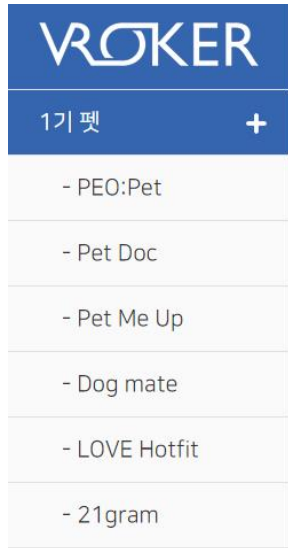 VROKER
1기 펫 +
- PEO:Pet
- Pet Doc
- Pet Me Up
- Dog mate
- LOVE Hotfit
- 21gram